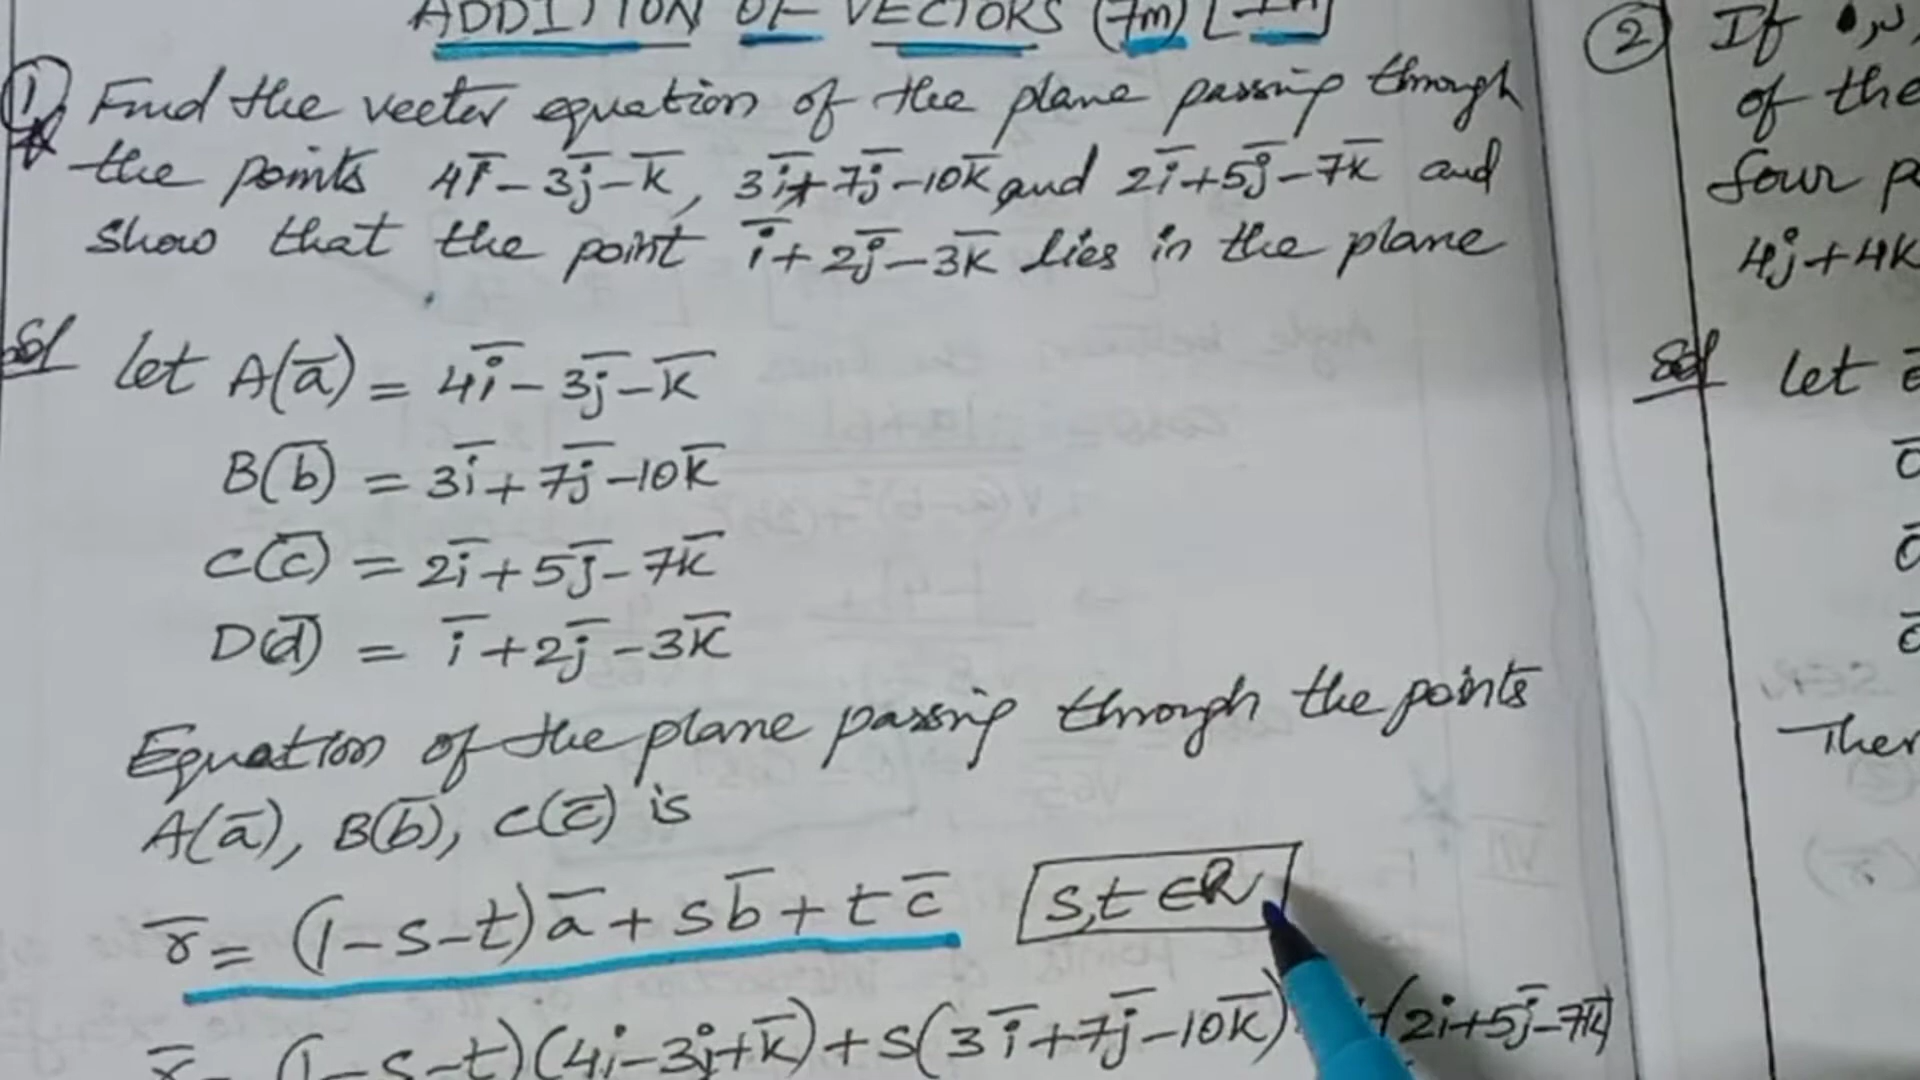 ADDITION OF VECTORS (7m)
① Find the vector equation of the plane passing through
the points 4i̅ - 3j̅ - k̅, 3i̅ + 7j̅ - 10k̅ and 2i̅ + 5j̅ - 7k̅ and
show that the point i̅ + 2j̅ - 3k̅ lies in the plane
Sol let A(a̅) = 4i̅ - 3j̅ - k̅
B(b̅) = 3i̅ + 7j̅ - 10k̅
C(c̅) = 2i̅ + 5j̅ - 7k̅
D(d̅) = i̅ + 2j̅ - 3k̅
Equation of the plane passing through the points
A(a̅), B(b̅), C(c̅) is
r̅ = (1-s-t)a̅ + sb̅ + tc̅ s,t ∈ R
r̅ = (1-s-t)(4i - 3j + k̅) + s(3i̅ + 7j̅ - 10k̅) (2i + 5j̅ - 7k̅)
② If
of the
four
4j + 4k
Sol let